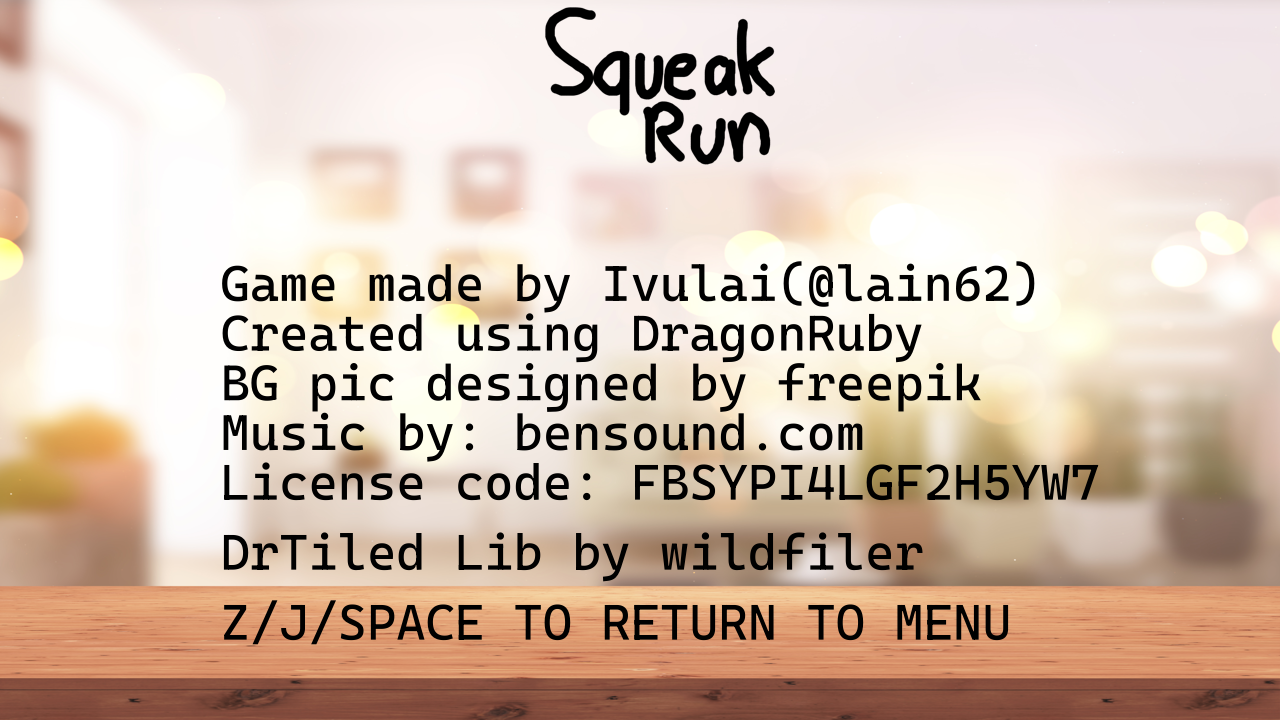 Squeak
Run
Game made by Ivulai(@lain62)
Created using DragonRuby
BG pic designed by freepik
Music by: bensound.com
License code: FBSYPI4LGF2H5YW7
DrTiled Lib by wildfiler
Z/J/SPACE TO RETURN TO MENU